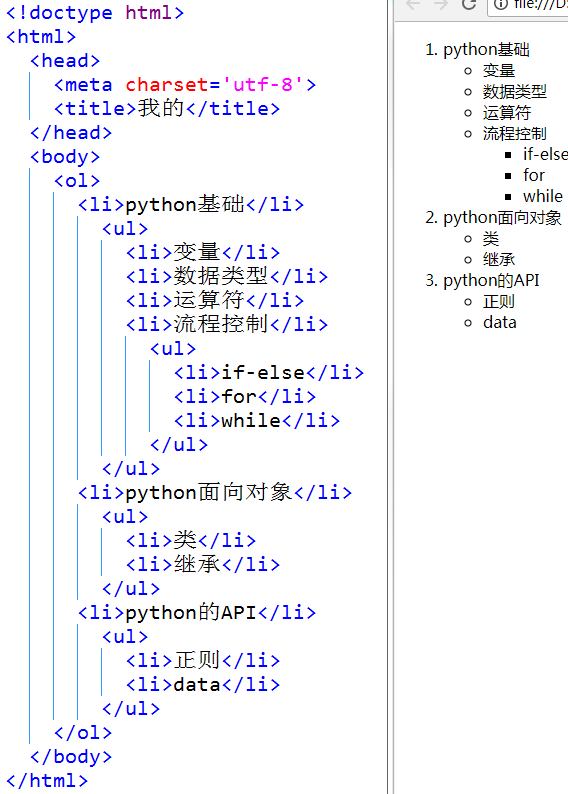 <!doctype html>
<html>
<head>
<meta charset='utf-8'>
<title>我的</title>
</head>
<body>
<ol>
<li>python基础</li>
<ul>
<li>变量</li>
<li>数据类型</li>
<li>运算符</li>
<li>流程控制</li>
<ul>
<li>if-else</li>
<li>for</li>
<li>while</li>
</ul>
</ul>
<li>python面向对象</li>
<ul>
<li>类</li>
<li>继承</li>
</ul>
<li>python的API</li>
<ul>
<li>正则</li>
<li>data</li>
</ul>
</ol>
</body>
</html>
file:///D:
1. python基础
变量
数据类型
运算符
流程控制
if-else
for
while
2. python面向对象
类
继承
3. python的API
正则
data